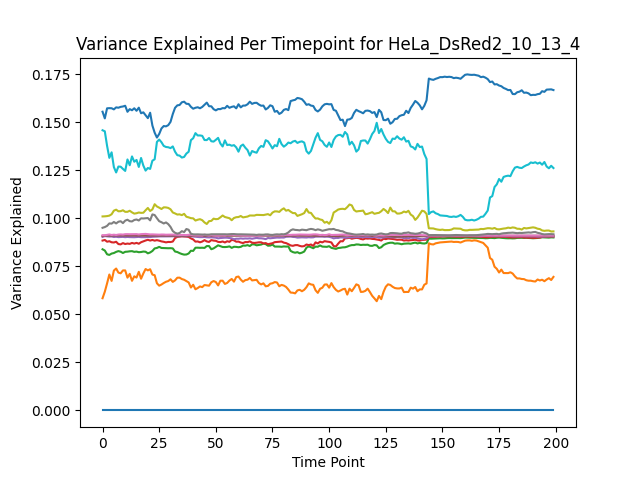 Variance Explained Per Timepoint for HeLa_DsRed2_10_13_4
0.175
0.150
0.125
0.100
0.075
0.050
0.025
0.000
Variance Explained
0 25 50 75 100 125 150 175 200
Time Point